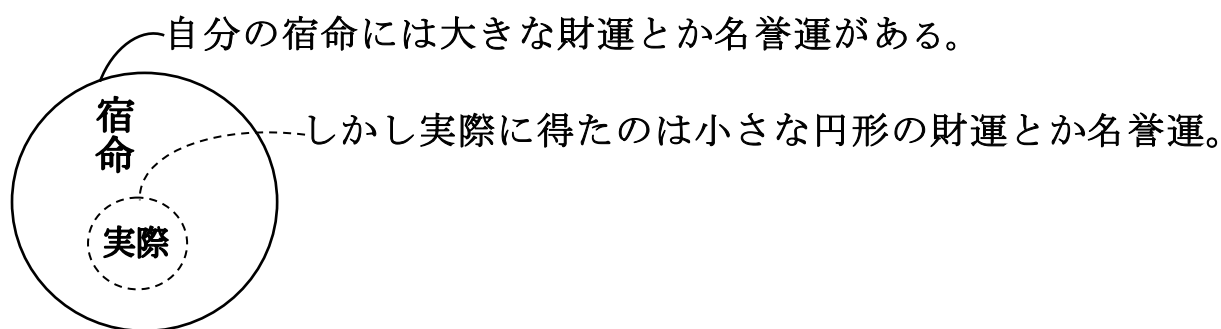 自分の宿命には大きな財運とか名誉運がある。
宿命
しかし実際に得たのは小さな円形の財運とか名誉運。
実際